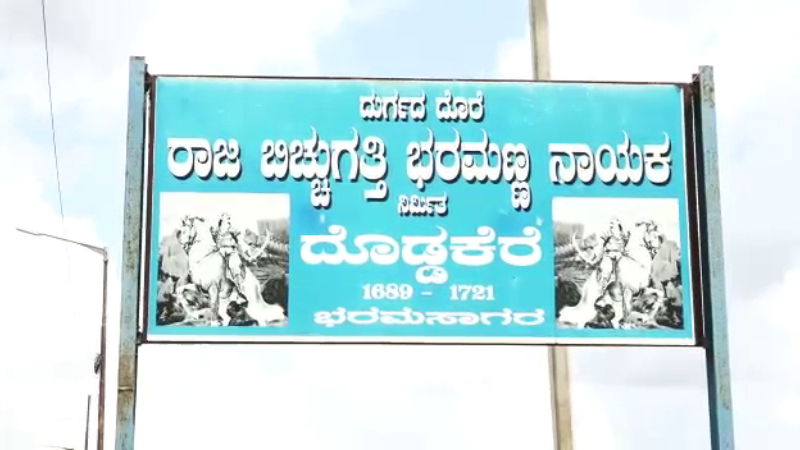 ದುರ್ಗದ ದೊರೆ
ರಾಜ ಬಿಚ್ಚುಗತ್ತಿ ಭರಮಣ್ಣ ನಾಯಕ
ನಿರ್ಮಿತ
ದೊಡ್ಡಕೆರೆ
1689 - 1721
ಭರಮಸಾಗರ